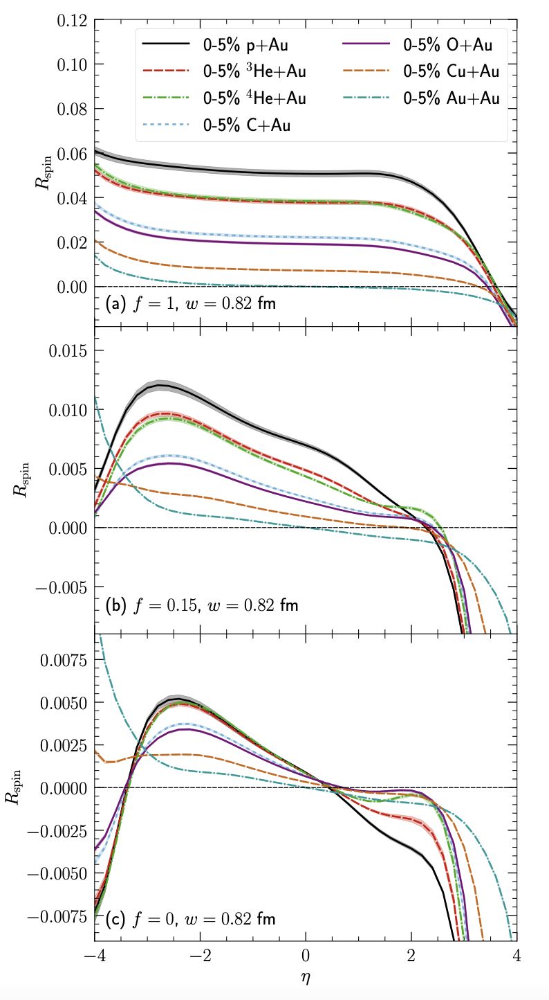 0.12
0.10
0.08
0.06
0.04
0.02
0.00
R_spin
0-5% p+Au
0-5% ³He+Au
0-5% ⁴He+Au
0-5% C+Au
0-5% O+Au
0-5% Cu+Au
0-5% Au+Au
(a) f = 1, w = 0.82 fm
0.015
0.010
0.005
0.000
−0.005
R_spin
(b) f = 0.15, w = 0.82 fm
0.0075
0.0050
0.0025
0.0000
−0.0025
−0.0050
−0.0075
R_spin
(c) f = 0, w = 0.82 fm
−4 −2 0 2 4
η